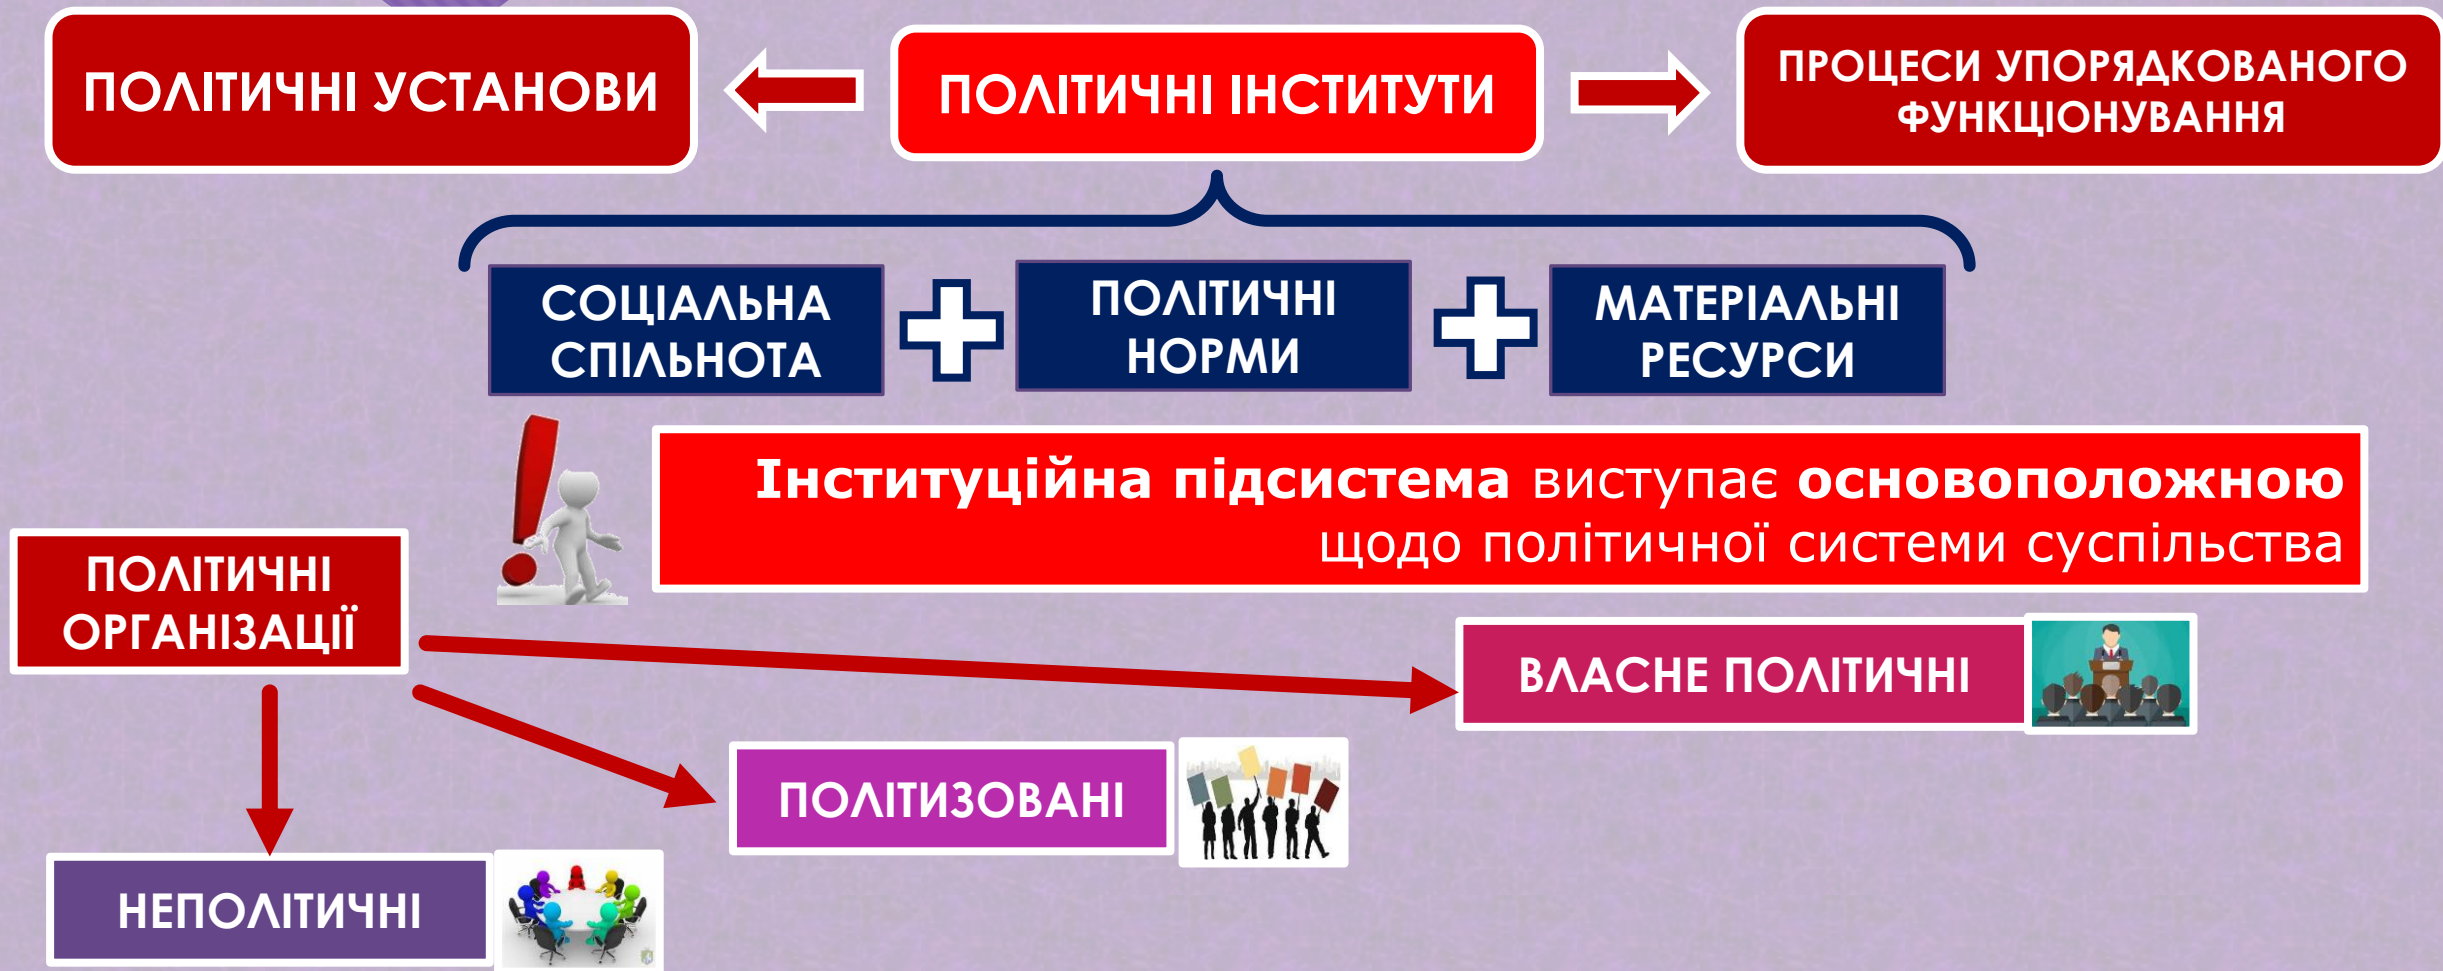 ПОЛІТИЧНІ УСТАНОВИ
ПОЛІТИЧНІ ІНСТИТУТИ
ПРОЦЕСИ УПОРЯДКОВАНОГО
ФУНКЦІОНУВАННЯ
СОЦІАЛЬНА
СПІЛЬНОТА
ПОЛІТИЧНІ
НОРМИ
МАТЕРІАЛЬНІ
РЕСУРСИ
Інституційна підсистема виступає основоположною
щодо політичної системи суспільства
ПОЛІТИЧНІ
ОРГАНІЗАЦІЇ
ВЛАСНЕ ПОЛІТИЧНІ
ПОЛІТИЗОВАНІ
НЕПОЛІТИЧНІ